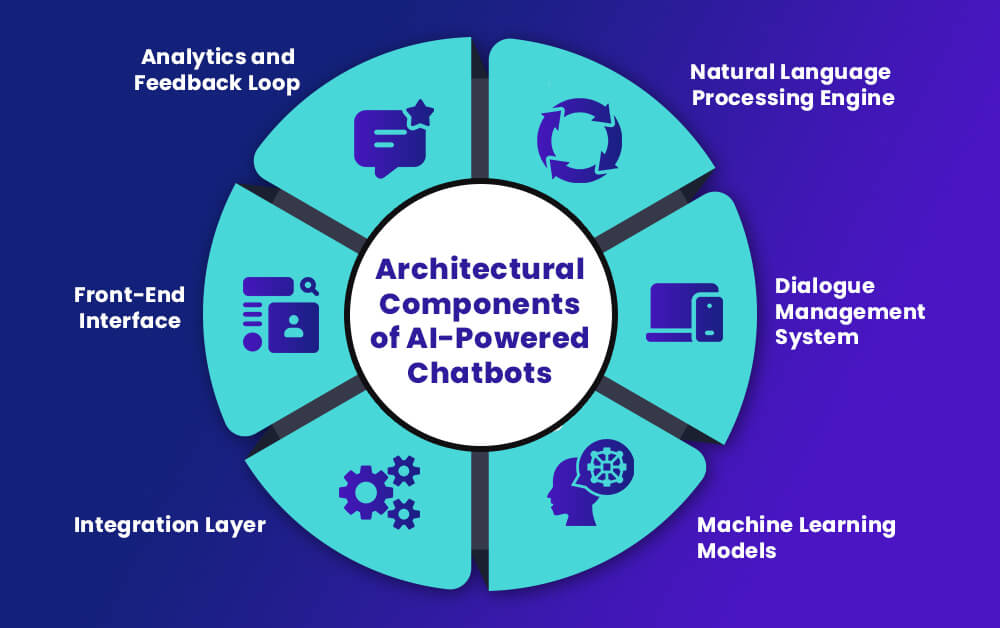 Analytics and
Feedback Loop
Natural Language
Processing Engine
Architectural
Components
of AI-Powered
Chatbots
Front-End
Interface
Dialogue
Management
System
Integration Layer
Machine Learning
Models